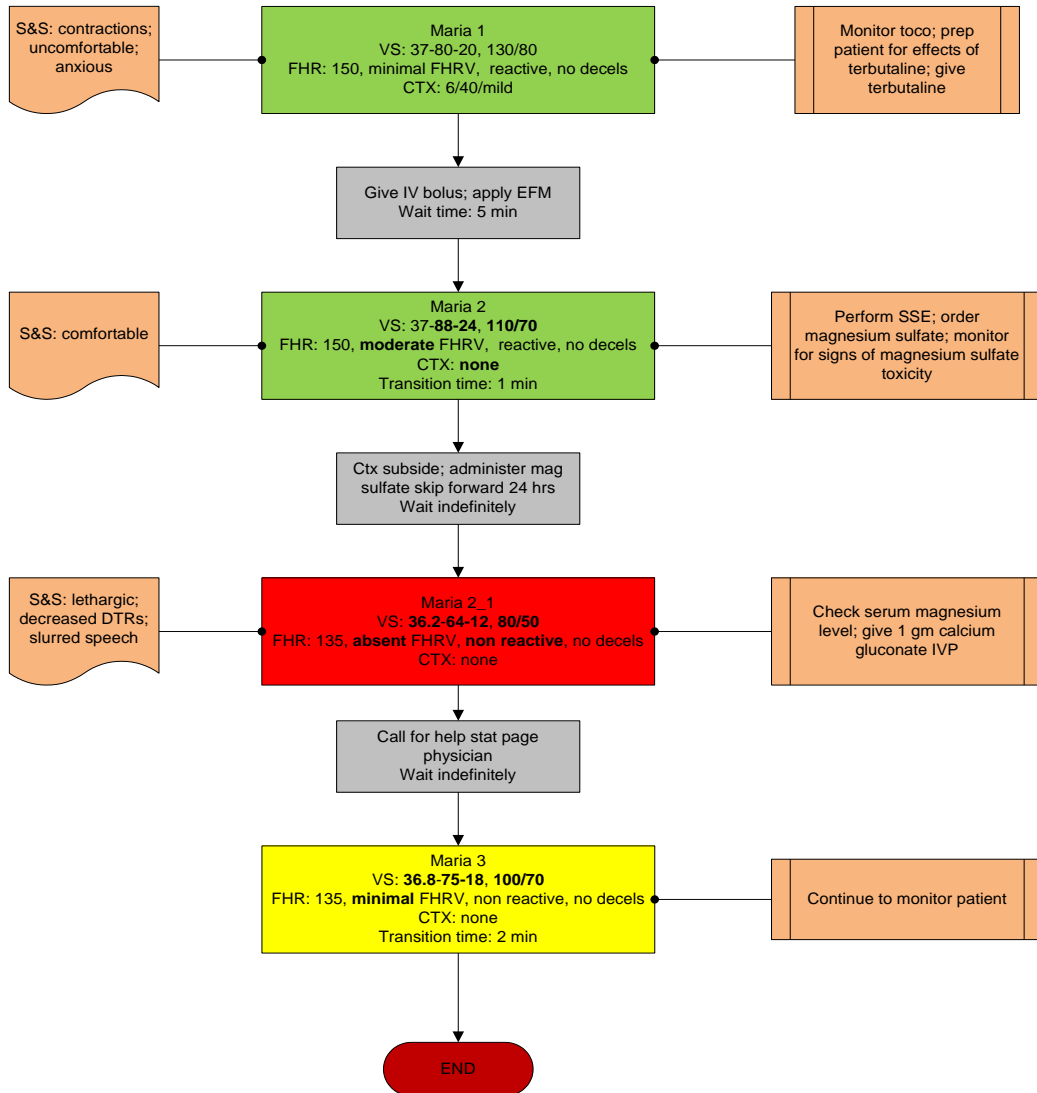 S&S: contractions;
uncomfortable;
anxious
Maria 1
VS: 37-80-20, 130/80
FHR: 150, minimal FHRV, reactive, no decels
CTX: 6/40/mild
Monitor toco; prep
patient for effects of
terbutaline; give
terbutaline
Give IV bolus; apply EFM
Wait time: 5 min
S&S: comfortable
Maria 2
VS: 37-88-24, 110/70
FHR: 150, moderate FHRV, reactive, no decels
CTX: none
Transition time: 1 min
Perform SSE; order
magnesium sulfate; monitor
for signs of magnesium sulfate
toxicity
Ctx subside; administer mag
sulfate skip forward 24 hrs
Wait indefinitely
S&S: lethargic;
decreased DTRs;
slurred speech
Maria 2_1
VS: 36.2-64-12, 80/50
FHR: 135, absent FHRV, non reactive, no decels
CTX: none
Check serum magnesium
level; give 1 gm calcium
gluconate IVP
Call for help stat page
physician
Wait indefinitely
Maria 3
VS: 36.8-75-18, 100/70
FHR: 135, minimal FHRV, non reactive, no decels
CTX: none
Transition time: 2 min
Continue to monitor patient
END